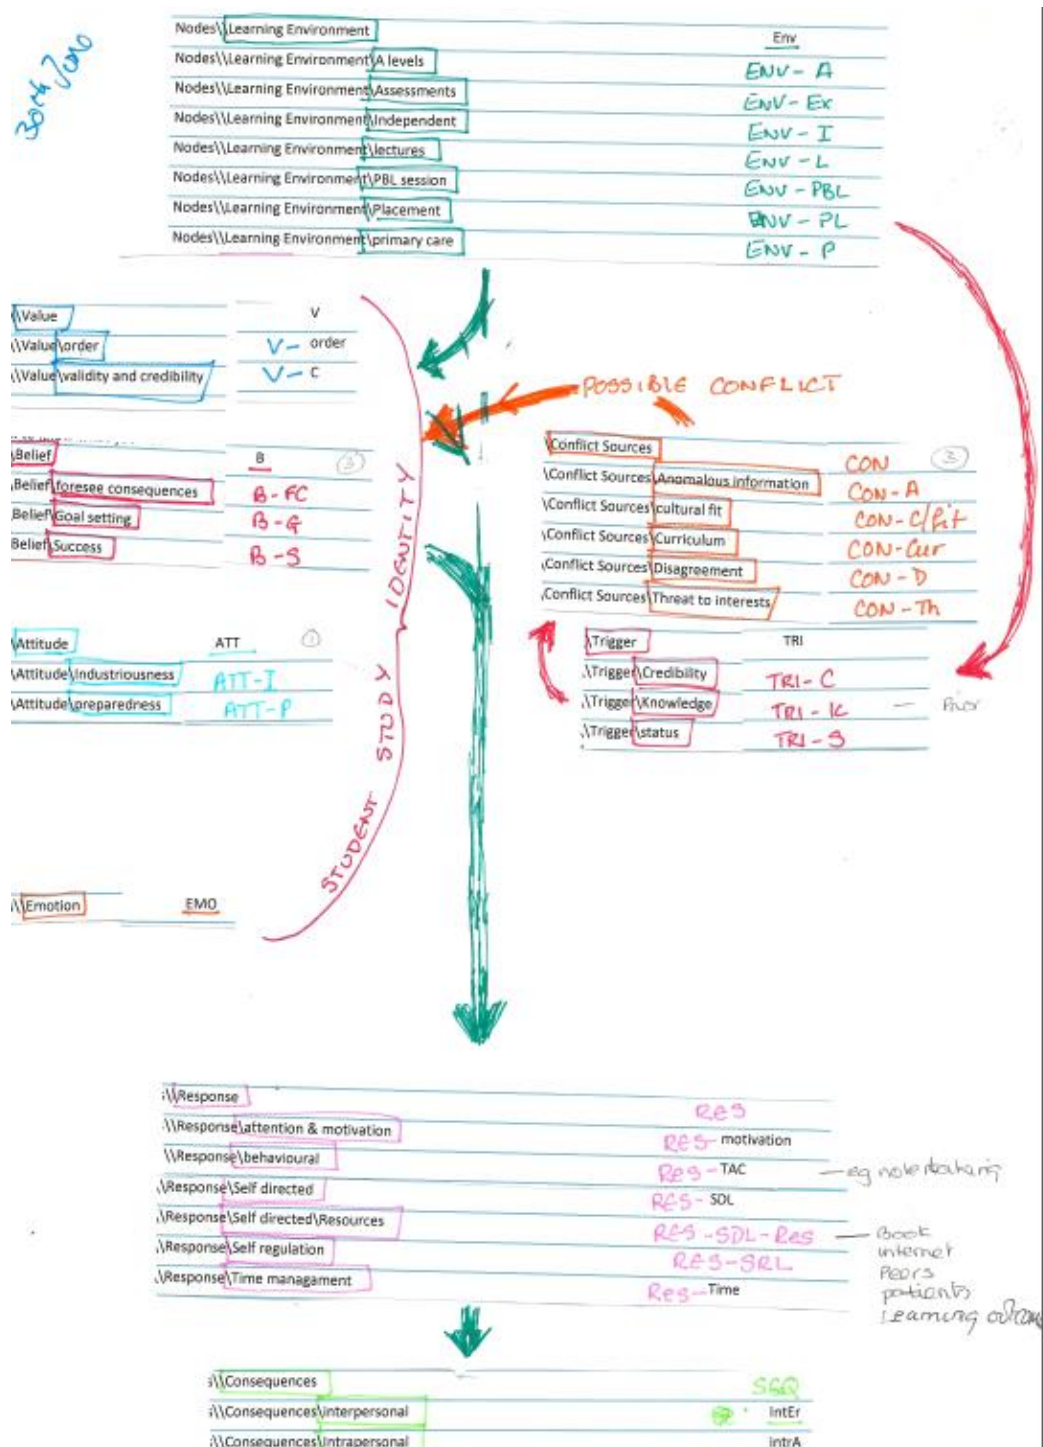 30th June
Nodes\\Learning Environment Env
Nodes\\Learning Environment\A levels ENV - A
Nodes\\Learning Environment\Assessments ENV - EX
Nodes\\Learning Environment\Independent ENV - I
Nodes\\Learning Environment\lectures ENV - L
Nodes\\Learning Environment\PBL session ENV - PBL
Nodes\\Learning Environment\Placement ENV - PL
Nodes\\Learning Environment\primary care ENV - P
\\Value V
\\Value\order V - order
\\Value\validity and credibility V - C
POSSIBLE CONFLICT
\Belief B 3
\Belief\foresee consequences B - FC
Belief\Goal setting B - G
Belief\Success B - S
\Conflict Sources CON 3
\Conflict Sources\Anomalous information CON - A
\Conflict Sources\cultural fit CON - C/fit
\Conflict Sources\Curriculum CON - Cur
\Conflict Sources\Disagreement CON - D
\Conflict Sources\Threat to interests CON - Th
STUDENT STUDY IDENTITY
\Attitude ATT 1
\Attitude\Industriousness ATT - I
\Attitude\preparedness ATT - P
\Trigger TRI
.\Trigger\Credibility TRI - C
.\Trigger\Knowledge TRI - K — Prior
.\Trigger\status TRI - S
\\Emotion EMO
\\Response RES
\\Response\attention & motivation RES - motivation
\\Response\behavioural Res - TAC — eg note taking
\Response\Self directed RES - SDL
\Response\Self directed\Resources RES - SDL - Res — Book
internet
Peers
patients
Learning outcome
\Response\Self regulation RES - SRL
\Response\Time managament Res - Time
\\Consequences SEQ
\\Consequences\interpersonal IntEr
\\Consequences\Intrapersonal IntrA